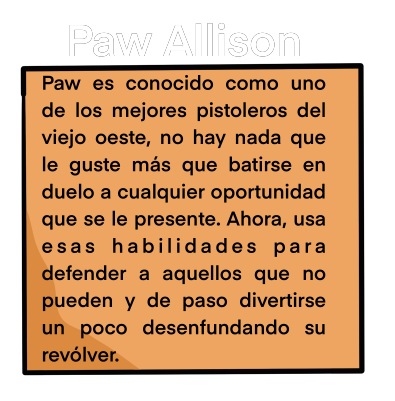 Paw Allison
Paw es conocido como uno
de los mejores pistoleros del
viejo oeste, no hay nada que
le guste más que batirse en
duelo a cualquier oportunidad
que se le presente. Ahora, usa
esas habilidades para
defender a aquellos que no
pueden y de paso divertirse
un poco desenfundando su
revólver.